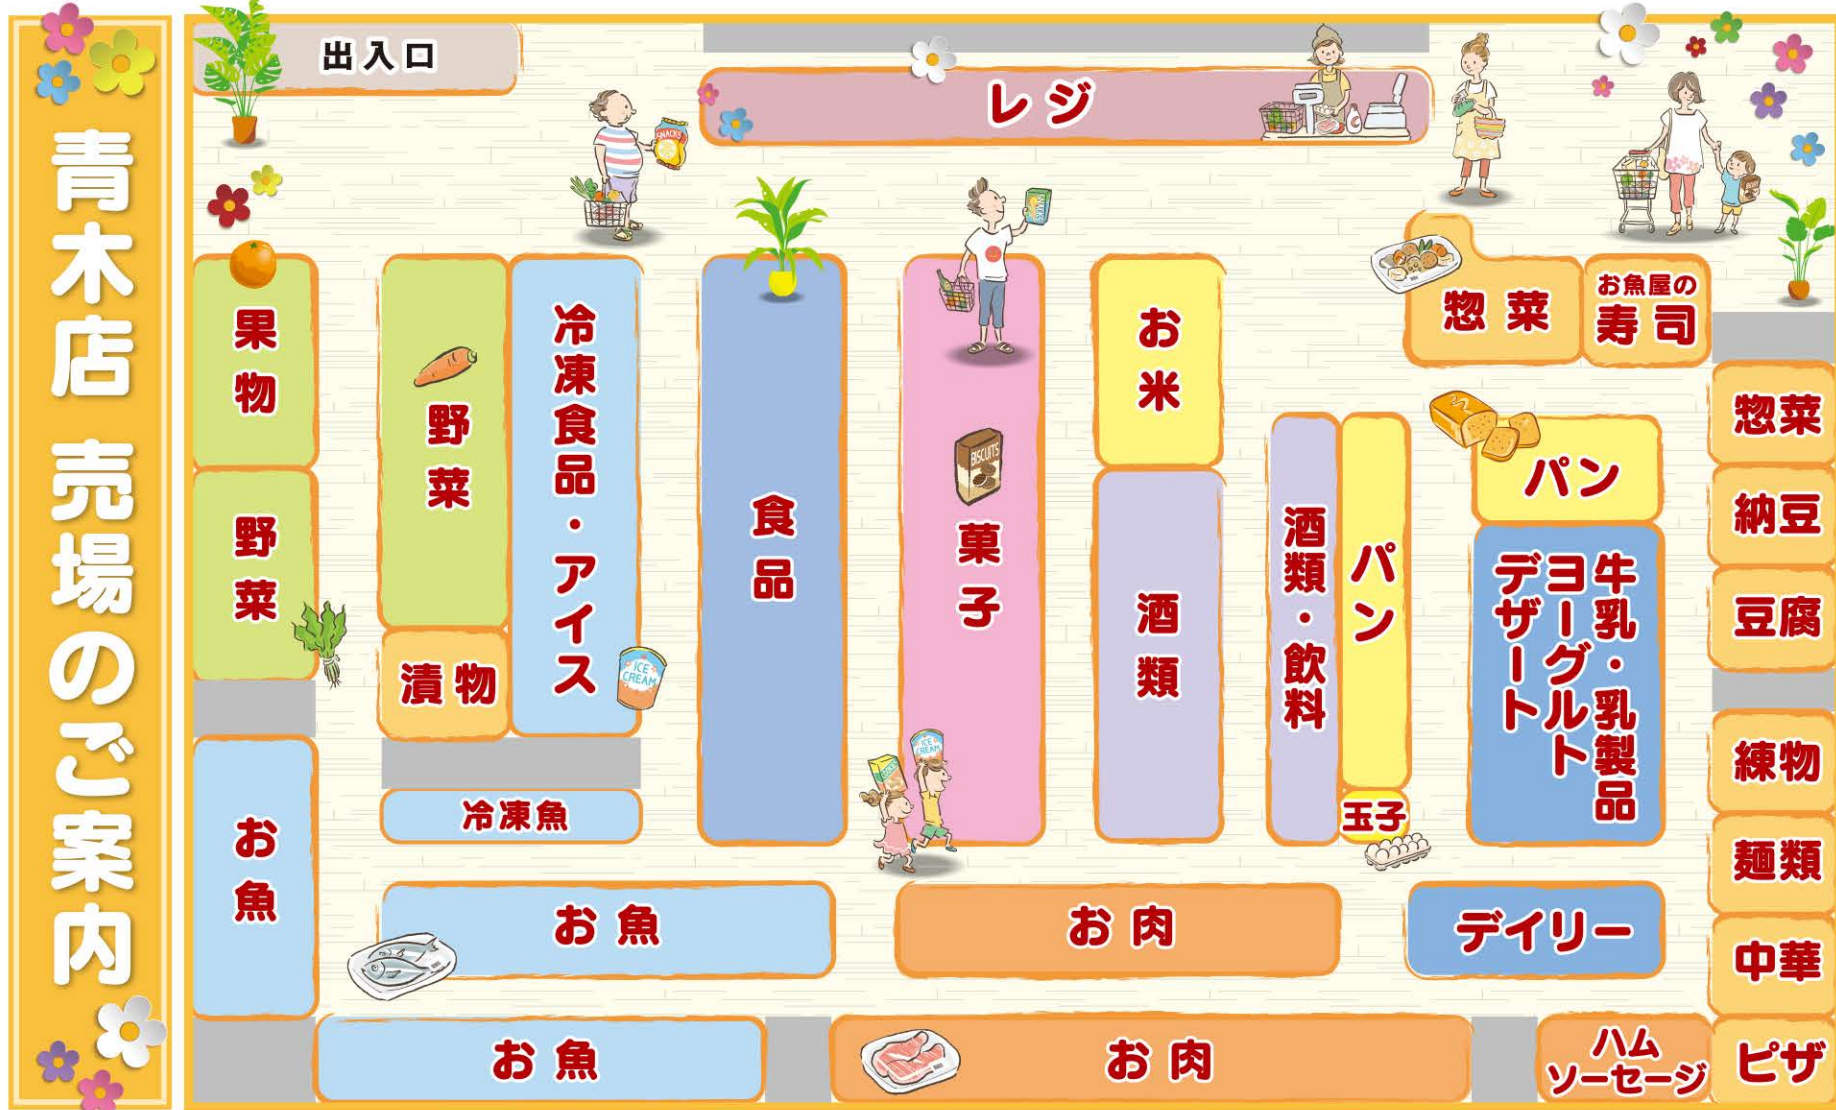 青木店 売場のご案内
出入口
レジ
SNACKS
SNACKS
果物
野菜
お魚
野菜
漬物
冷凍食品・アイス
ICE CREAM
冷凍魚
食品
菓子
BISCUITS
ICE CREAM
お米
酒類
酒類・飲料
パン
玉子
惣菜
お魚屋の
寿司
パン
牛乳・乳製品
ヨーグルト
デザート
惣菜
納豆
豆腐
練物
麺類
中華
ピザ
お魚
お肉
デイリー
お魚
お肉
ハム
ソーセージ